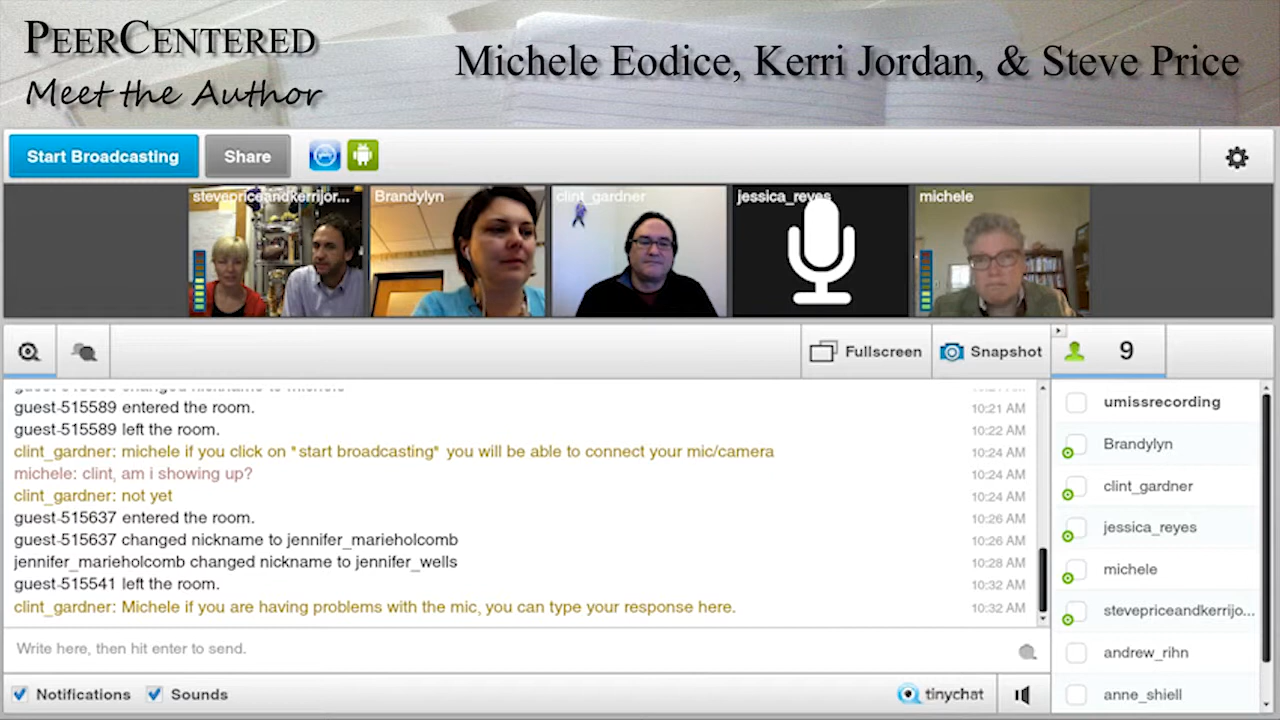 PEERCENTERED
Meet the Author
Michele Eodice, Kerri Jordan, & Steve Price
Start Broadcasting
Share
stevepriceandkerrijor...
Brandylyn
clint_gardner
jessica_reyes
michele
Fullscreen
Snapshot
9
guest-515589 entered the room. 10:21 AM
guest-515589 left the room. 10:22 AM
clint_gardner: michele if you click on "start broadcasting" you will be able to connect your mic/camera 10:24 AM
michele: clint, am i showing up? 10:24 AM
clint_gardner: not yet 10:24 AM
guest-515637 entered the room. 10:26 AM
guest-515637 changed nickname to jennifer_marieholcomb 10:26 AM
jennifer_marieholcomb changed nickname to jennifer_wells 10:28 AM
guest-515541 left the room. 10:32 AM
clint_gardner: Michele if you are having problems with the mic, you can type your response here. 10:32 AM
Write here, then hit enter to send.
Notifications
Sounds
tinychat
umissrecording
Brandylyn
clint_gardner
jessica_reyes
michele
stevepriceandkerrijo...
andrew_rihn
anne_shiell